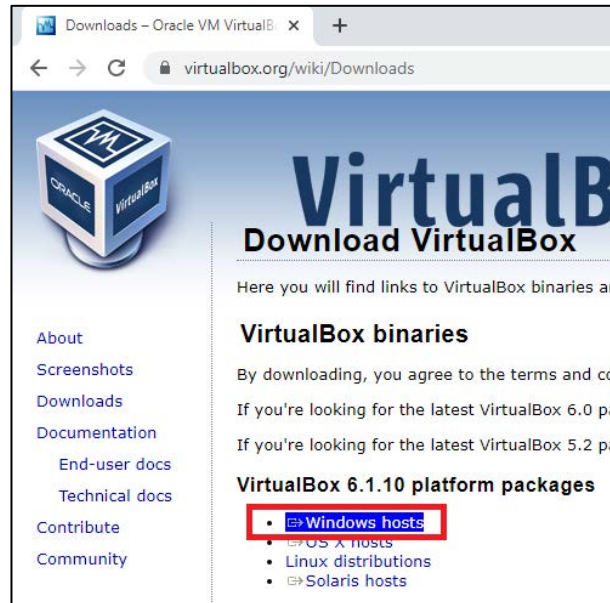 Downloads – Oracle VM VirtualB
virtualbox.org/wiki/Downloads
ORACLE
VirtualBox
VirtualB
Download VirtualBox
Here you will find links to VirtualBox binaries a
About
Screenshots
Downloads
Documentation
End-user docs
Technical docs
Contribute
Community
VirtualBox binaries
By downloading, you agree to the terms and co
If you're looking for the latest VirtualBox 6.0 pa
If you're looking for the latest VirtualBox 5.2 pa
VirtualBox 6.1.10 platform packages
Windows hosts
OS X hosts
Linux distributions
Solaris hosts